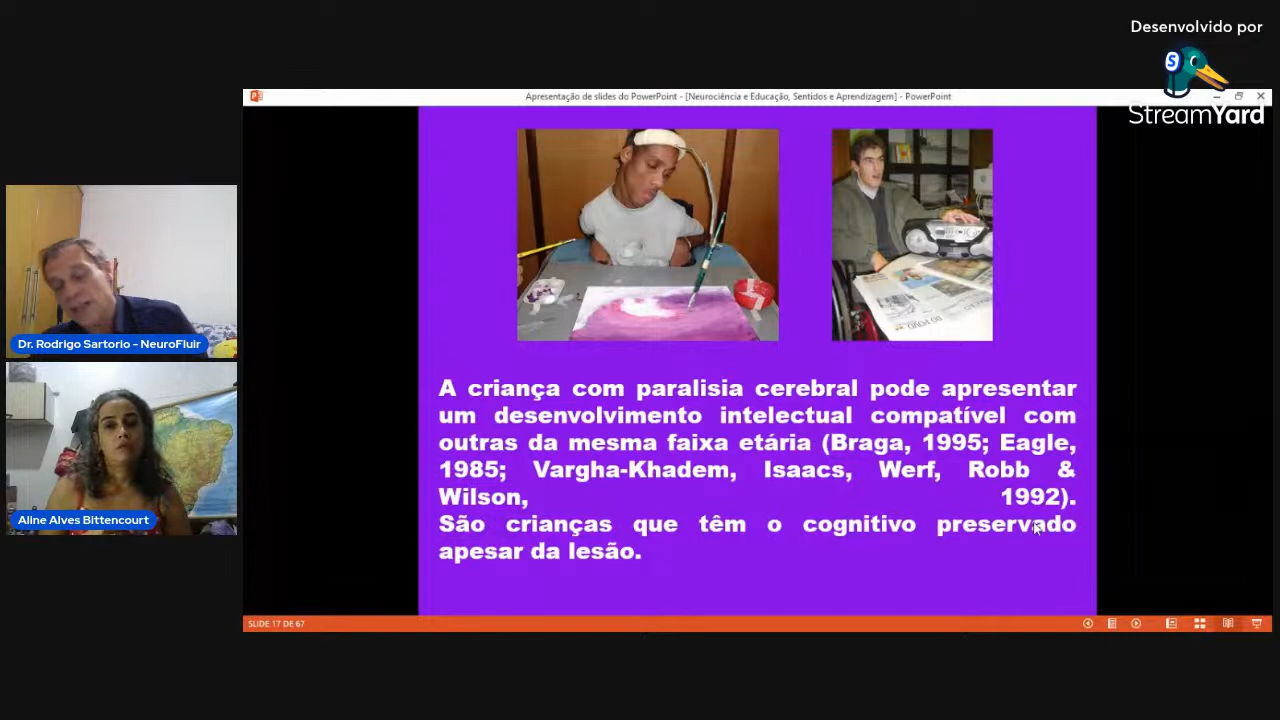 Desenvolvido por
S
StreamYard
Apresentação de slides do PowerPoint - [Neurociência e Educação, Sentidos e Aprendizagem] - PowerPoint
A criança com paralisia cerebral pode apresentar
um desenvolvimento intelectual compatível com
outras da mesma faixa etária (Braga, 1995; Eagle,
1985; Vargha-Khadem, Isaacs, Werf, Robb &
Wilson, 1992).
São crianças que têm o cognitivo preservado
apesar da lesão.
Dr. Rodrigo Sartorio - NeuroFluir
Aline Alves Bittencourt
SLIDE 17 DE 67